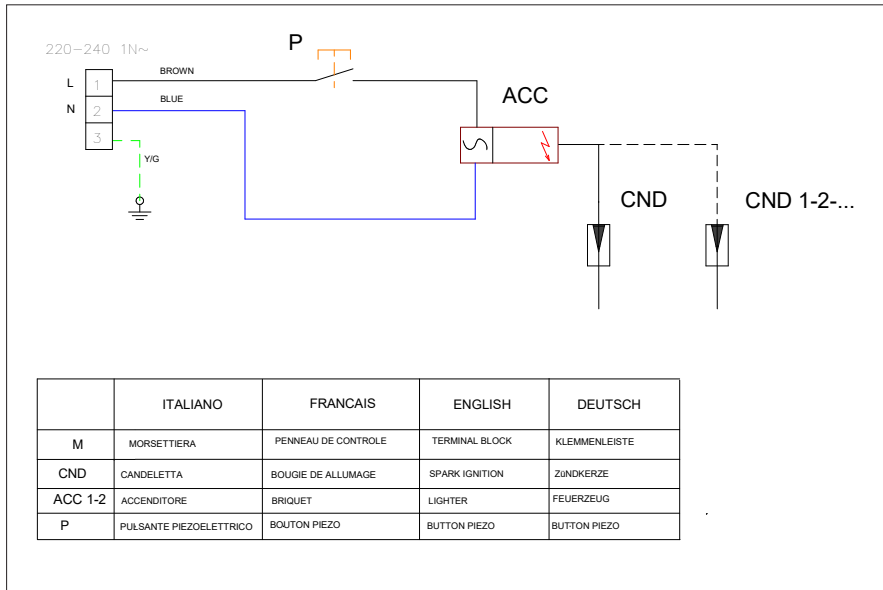 220-240 1N~
P
L
1
BROWN
N
2
BLUE
3
Y/G
ACC
CND
CND 1-2-...
ITALIANO FRANCAIS ENGLISH DEUTSCH
M MORSETTIERA PENNEAU DE CONTROLE TERMINAL BLOCK KLEMMENLEISTE
CND CANDELETTA BOUGIE DE ALLUMAGE SPARK IGNITION ZüNDKERZE
ACC 1-2 ACCENDITORE BRIQUET LIGHTER FEUERZEUG
P PULSANTE PIEZOELETTRICO BOUTON PIEZO BUTTON PIEZO BUTTON PIEZO